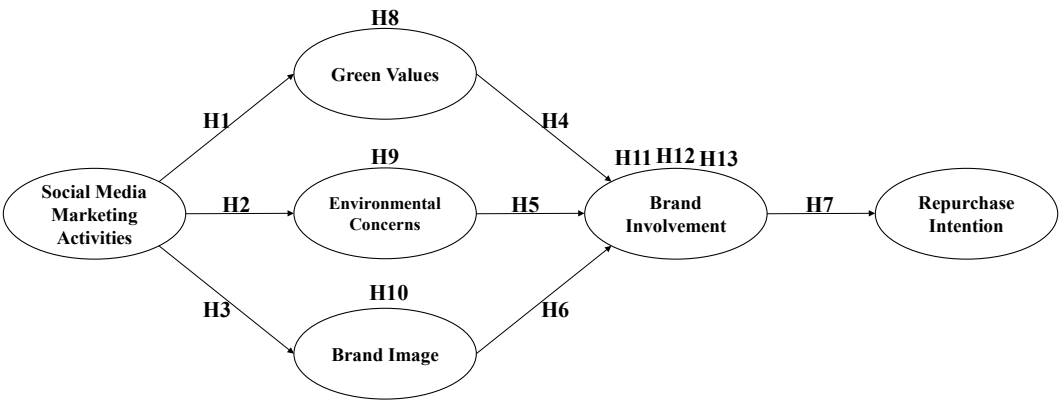 H8
Green Values
H1
H4
H9
H11 H12 H13
Social Media
Marketing
Activities
H2
Environmental
Concerns
H5
Brand
Involvement
H7
Repurchase
Intention
H10
H3
H6
Brand Image